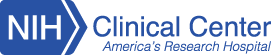 NIH
Clinical Center
America's Research Hospital